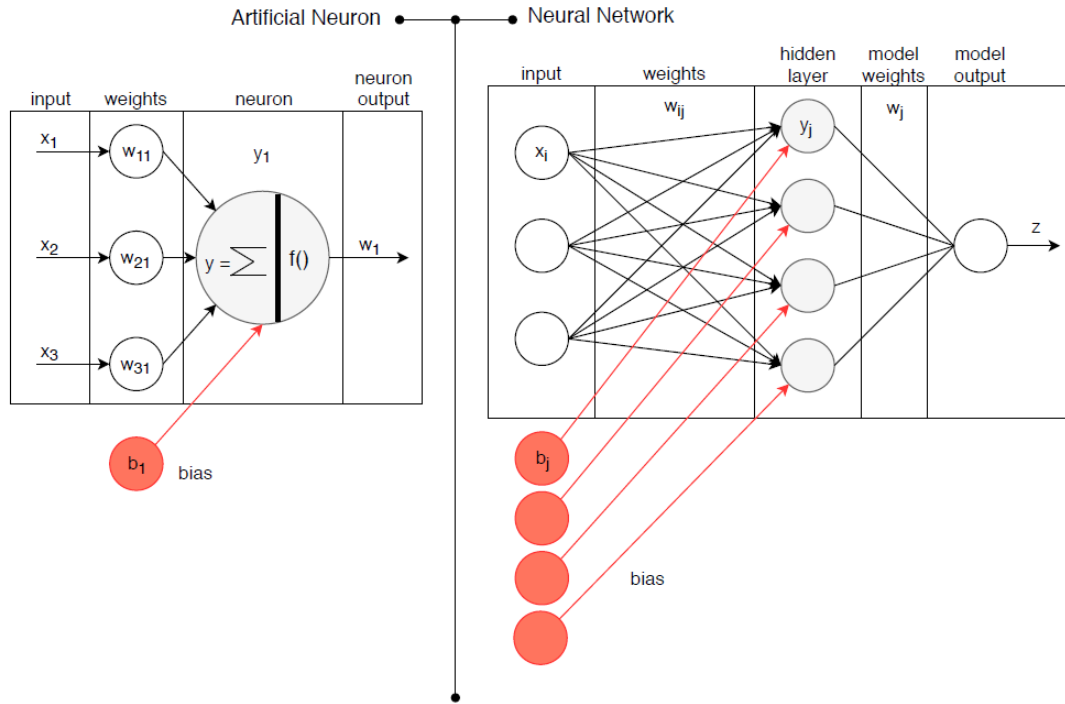 Artificial Neuron
Neural Network
input
weights
neuron
neuron output
x1
w11
y1
x2
w21
y = ∑
f()
w1
x3
w31
b1
bias
input
weights
hidden layer
model weights
model output
wij
wj
xi
yj
z
bj
bias